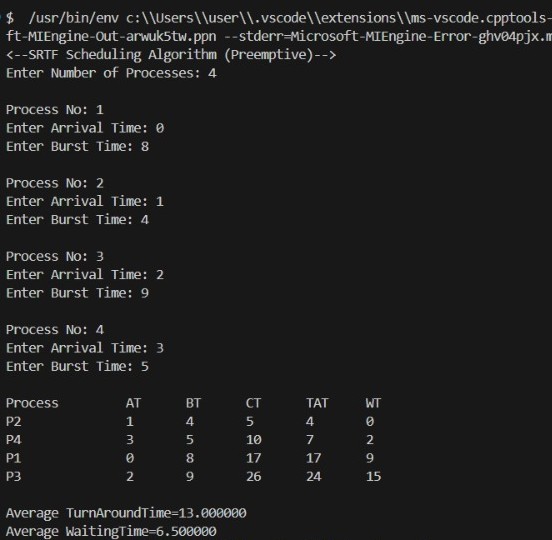 $ /usr/bin/env c:\\Users\\user\\.vscode\\extensions\\ms-vscode.cpptools-
ft-MIEngine-Out-arwuk5tw.ppn --stderr=Microsoft-MIEngine-Error-ghv04pjx.m
<--SRTF Scheduling Algorithm (Preemptive)-->
Enter Number of Processes: 4
Process No: 1
Enter Arrival Time: 0
Enter Burst Time: 8
Process No: 2
Enter Arrival Time: 1
Enter Burst Time: 4
Process No: 3
Enter Arrival Time: 2
Enter Burst Time: 9
Process No: 4
Enter Arrival Time: 3
Enter Burst Time: 5
Process AT BT CT TAT WT
P2 1 4 5 4 0
P4 3 5 10 7 2
P1 0 8 17 17 9
P3 2 9 26 24 15
Average TurnAroundTime=13.000000
Average WaitingTime=6.500000